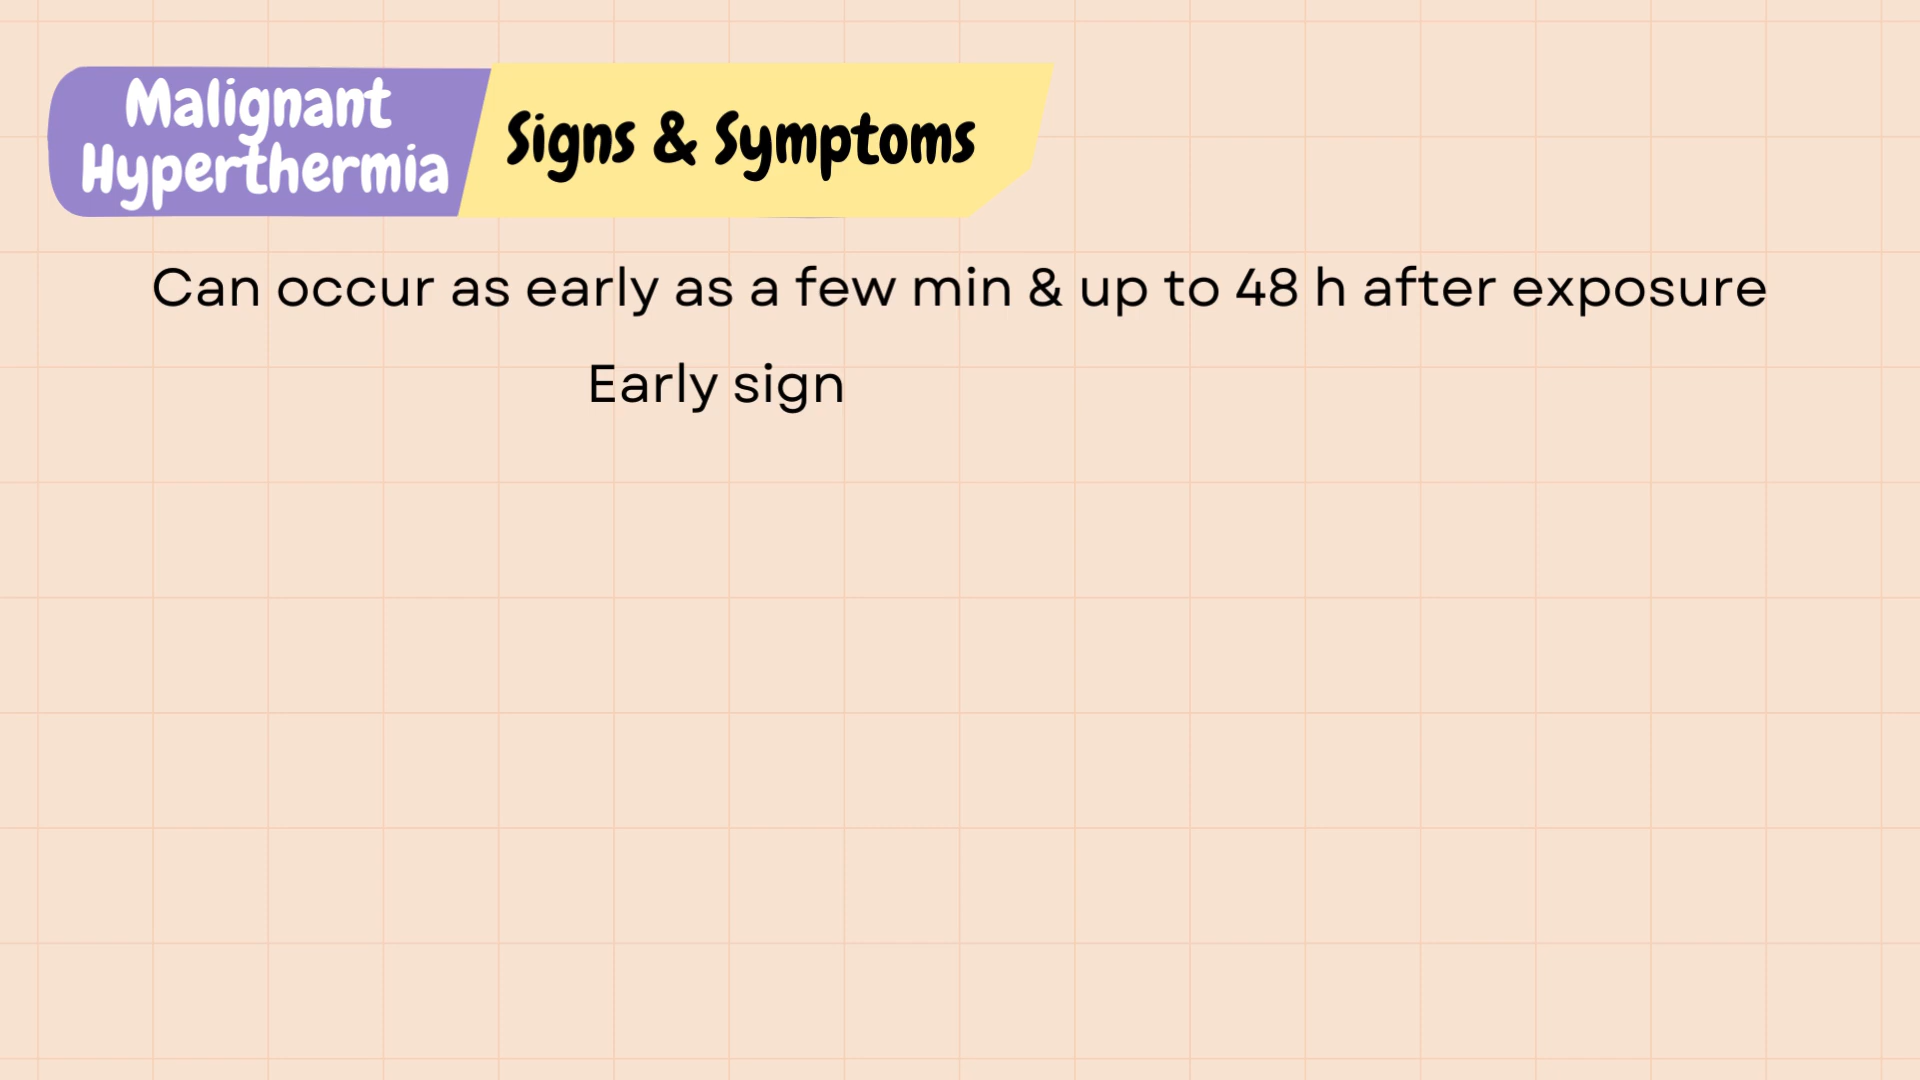 Malignant
Hyperthermia
Signs & Symptoms
Can occur as early as a few min & up to 48 h after exposure
Early sign